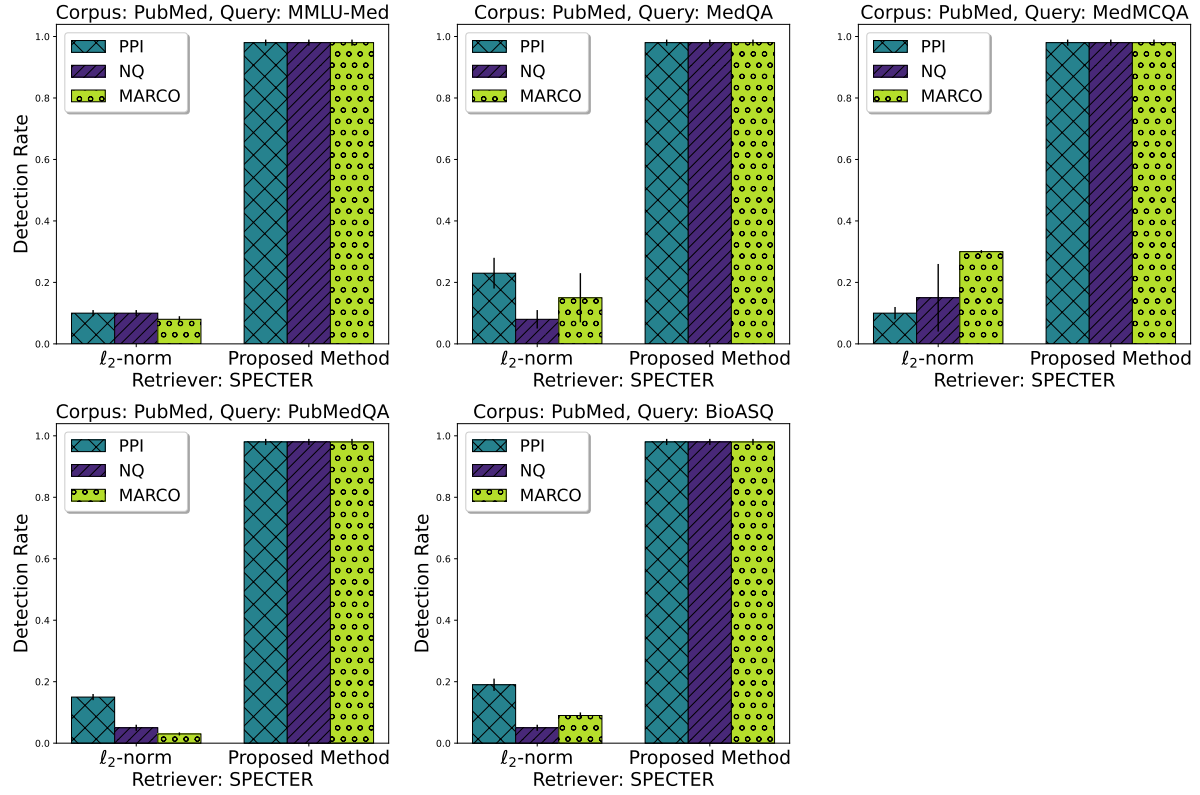 Corpus: PubMed, Query: MMLU-Med
1.0
0.8
0.6
0.4
0.2
0.0
Detection Rate
PPI
NQ
MARCO
ℓ₂-norm Proposed Method
Retriever: SPECTER
Corpus: PubMed, Query: MedQA
1.0
0.8
0.6
0.4
0.2
0.0
PPI
NQ
MARCO
ℓ₂-norm Proposed Method
Retriever: SPECTER
Corpus: PubMed, Query: MedMCQA
1.0
0.8
0.6
0.4
0.2
0.0
PPI
NQ
MARCO
ℓ₂-norm Proposed Method
Retriever: SPECTER
Corpus: PubMed, Query: PubMedQA
1.0
0.8
0.6
0.4
0.2
0.0
Detection Rate
PPI
NQ
MARCO
ℓ₂-norm Proposed Method
Retriever: SPECTER
Corpus: PubMed, Query: BioASQ
1.0
0.8
0.6
0.4
0.2
0.0
Detection Rate
PPI
NQ
MARCO
ℓ₂-norm Proposed Method
Retriever: SPECTER